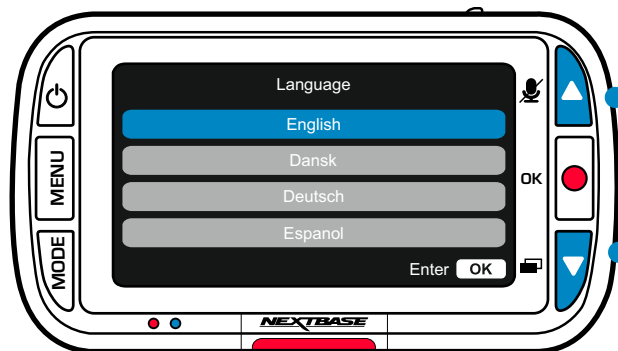 Language
English
Dansk
Deutsch
Espanol
Enter OK
MENU
MODE
OK
NEXTBASE